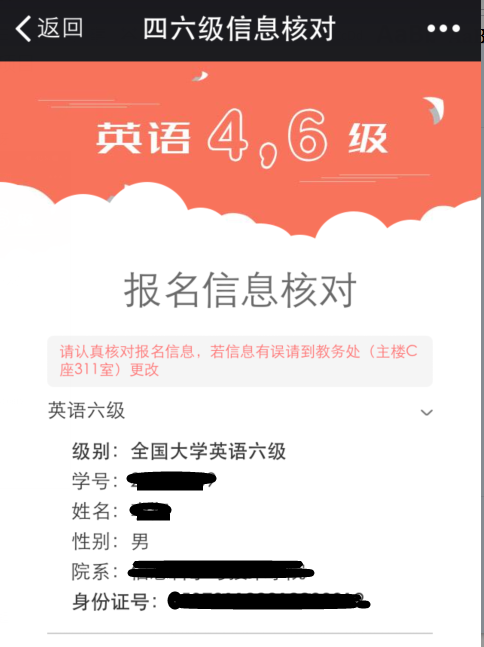 返回
四六级信息核对
英语4,6级
报名信息核对
请认真核对报名信息，若信息有误请到教务处（主楼C
座311室）更改
英语六级
级别：全国大学英语六级
学号：
姓名：
性别：男
院系：
身份证号：